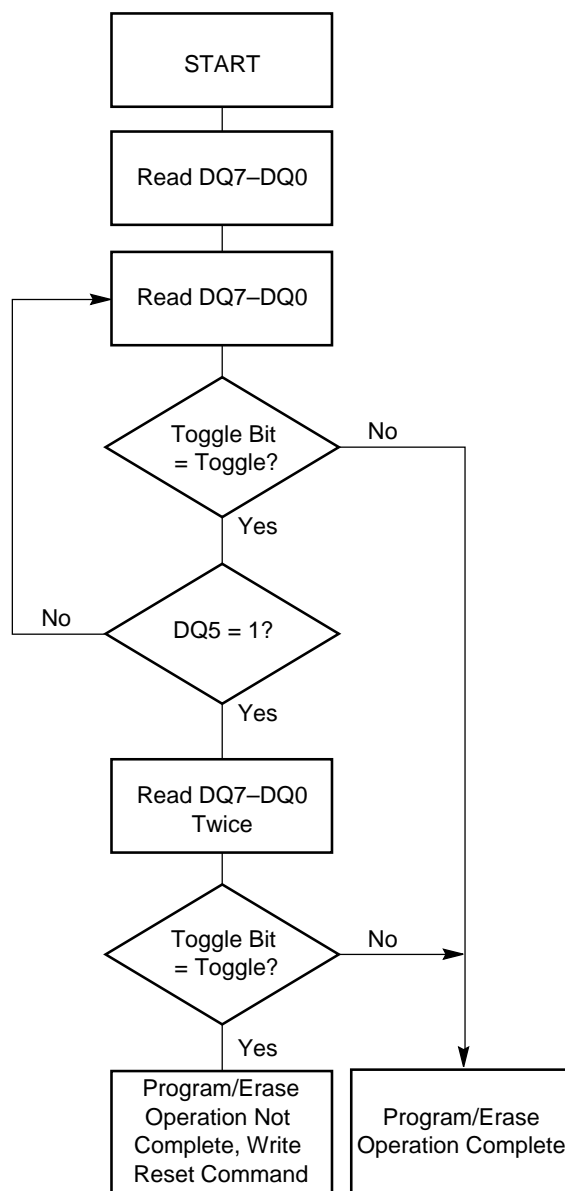 START
Read DQ7–DQ0
Read DQ7–DQ0
Toggle Bit
= Toggle?
No
Yes
No
DQ5 = 1?
Yes
Read DQ7–DQ0
Twice
Toggle Bit
= Toggle?
No
Yes
Program/Erase
Operation Not
Complete, Write
Reset Command
Program/Erase
Operation Complete